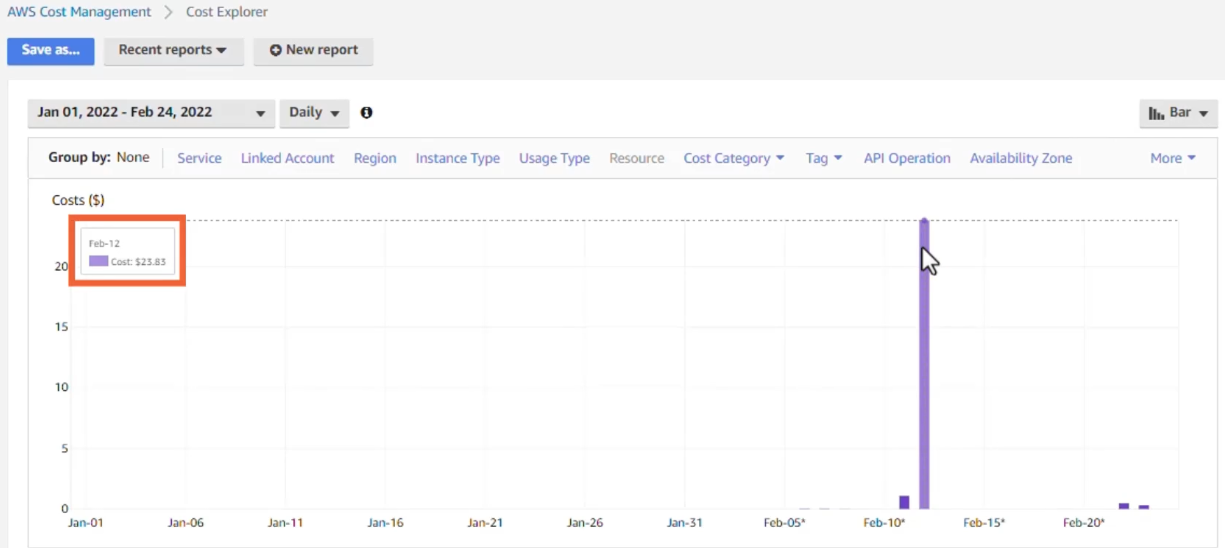 AWS Cost Management > Cost Explorer
Save as... Recent reports New report
Jan 01, 2022 - Feb 24, 2022 Daily Bar
Group by: None Service Linked Account Region Instance Type Usage Type Resource Cost Category Tag API Operation Availability Zone More
Costs ($)
Feb-12
Cost: $23.83
20
15
10
5
0
Jan-01 Jan-06 Jan-11 Jan-16 Jan-21 Jan-26 Jan-31 Feb-05* Feb-10* Feb-15* Feb-20*